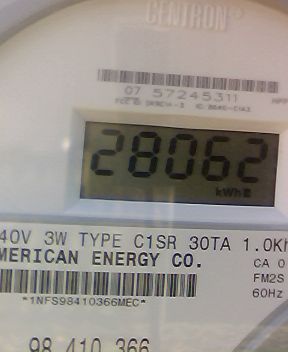 CENTRON
07 57245311
28062
kWh
40V 3W TYPE C1SR 30TA 1.0Kh
MERICAN ENERGY CO.
CA 0
FM2S
60Hz
*1NFS98410366MEC*
98 410 366